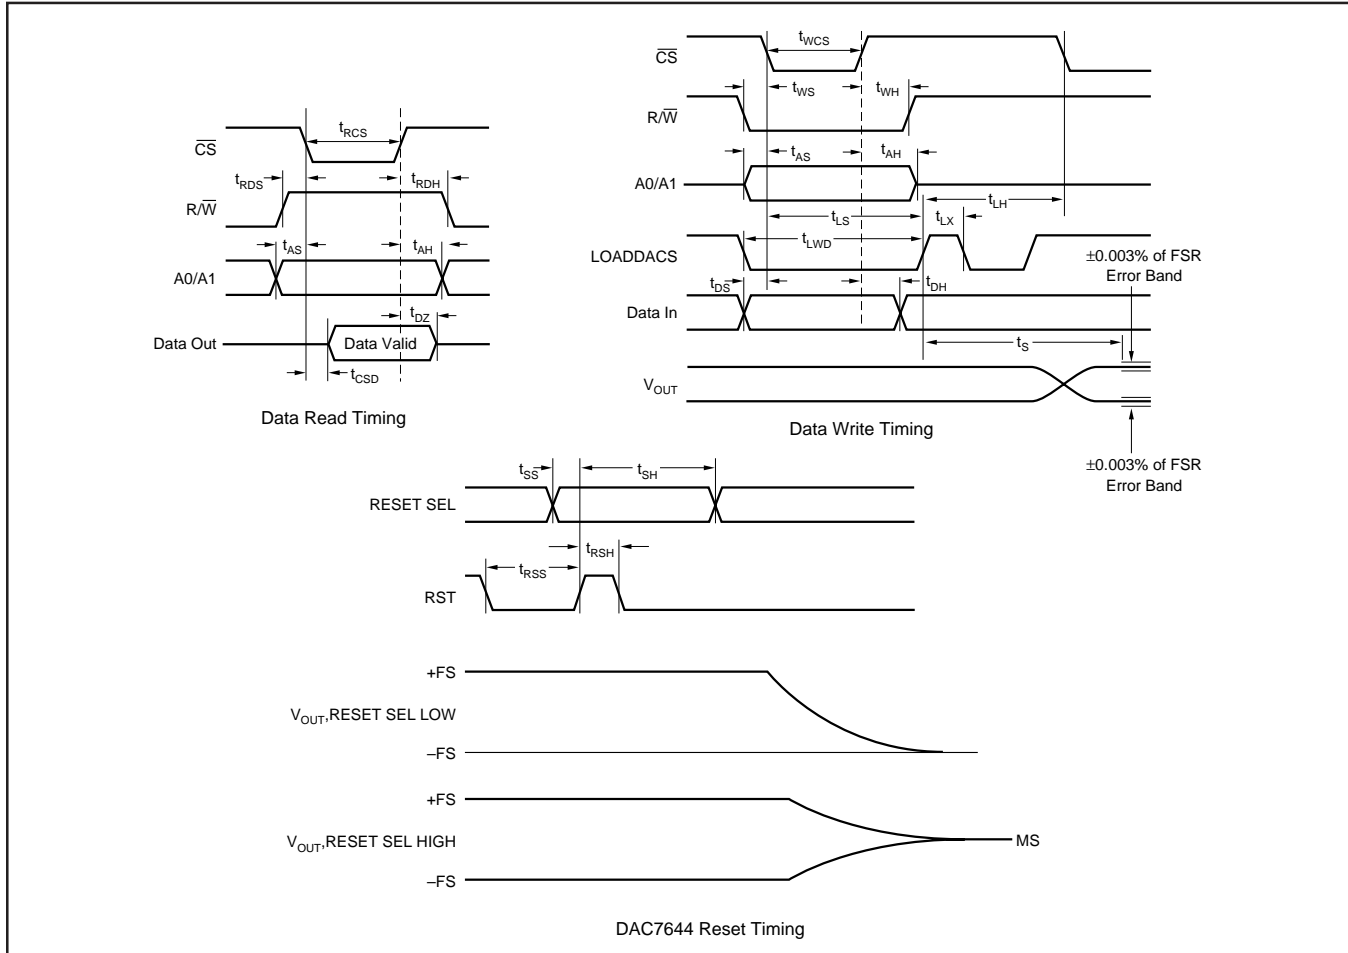 CS
tRCS
tRDS
tRDH
R/W
tAS
tAH
A0/A1
tDZ
Data Out
Data Valid
tCSD
Data Read Timing
CS
tWCS
tWS
tWH
R/W
tAS
tAH
A0/A1
tLH
tLS
tLX
LOADDACS
tLWD
±0.003% of FSR
Error Band
tDS
tDH
Data In
tS
VOUT
Data Write Timing
±0.003% of FSR
Error Band
tSS
tSH
RESET SEL
tRSH
tRSS
RST
+FS
VOUT,RESET SEL LOW
–FS
+FS
VOUT,RESET SEL HIGH
MS
–FS
DAC7644 Reset Timing